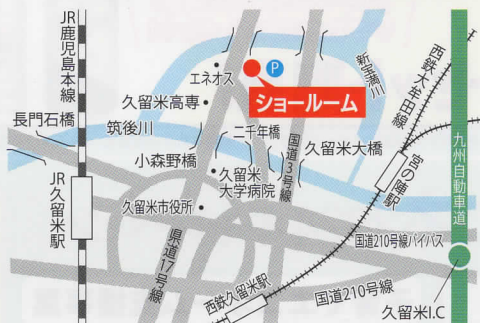 JR鹿児島本線
エネオス
P
ショールーム
新宝満川
西鉄大牟田線
久留米高専
長門石橋
筑後川
二千年橋
国道3号線
久留米大橋
宮の陣駅
九州自動車道
小森野橋
久留米
大学病院
JR久留米駅
久留米市役所
県道17号線
国道210号線バイパス
西鉄久留米駅
国道210号線
久留米I.C